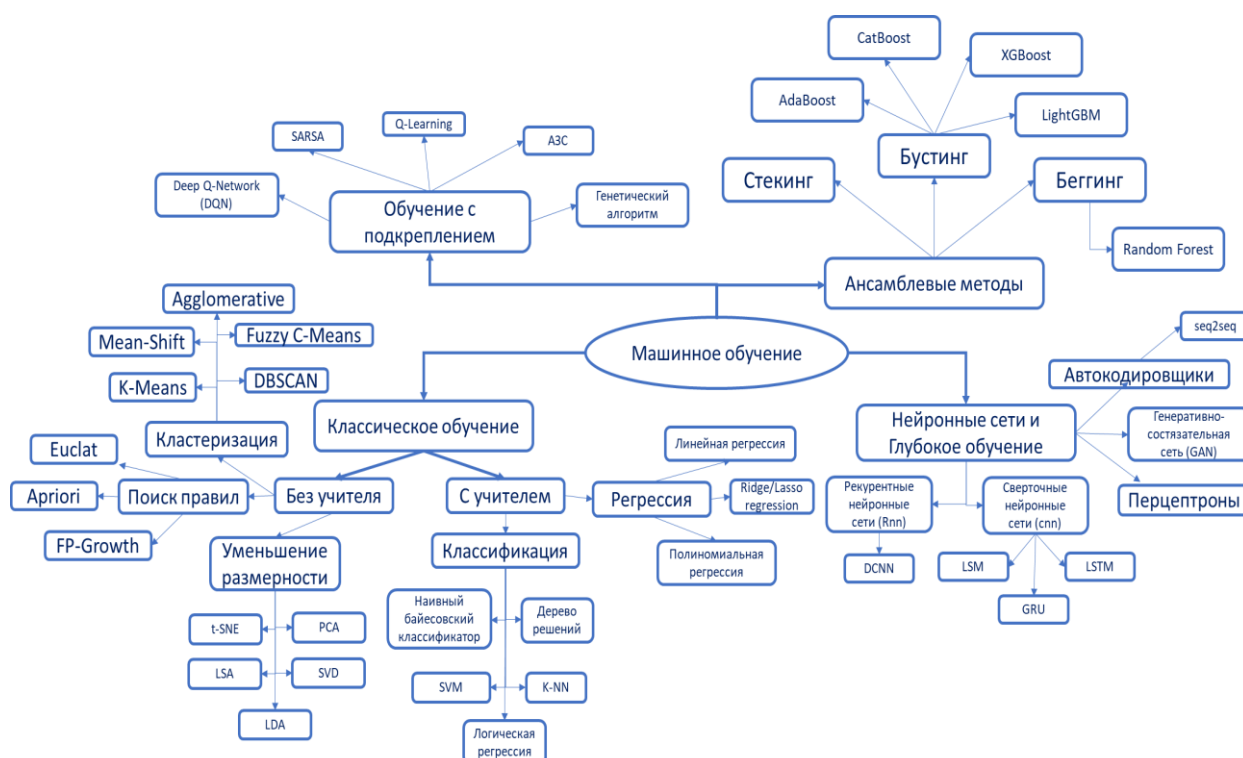 CatBoost
XGBoost
AdaBoost
LightGBM
Бустинг
Стекинг
Беггинг
Random Forest
Ансамблевые методы
SARSA
Q-Learning
A3C
Deep Q-Network
(DQN)
Генетический
алгоритм
Обучение с
подкреплением
Машинное обучение
Agglomerative
Mean-Shift
Fuzzy C-Means
K-Means
DBSCAN
Кластеризация
Классическое обучение
Euclat
Apriori
Поиск правил
FP-Growth
Без учителя
С учителем
Уменьшение
размерности
t-SNE
PCA
LSA
SVD
LDA
Классификация
Наивный
байесовский
классификатор
Дерево
решений
SVM
K-NN
Логическая
регрессия
Регрессия
Линейная регрессия
Ridge/Lasso
regression
Полиномиальная
регрессия
Нейронные сети и
Глубокое обучение
seq2seq
Автокодировщики
Генеративно-
состязательная
сеть (GAN)
Перцептроны
Рекурентные
нейронные
сети (Rnn)
DCNN
Сверточные
нейронные
сети (cnn)
LSM
LSTM
GRU